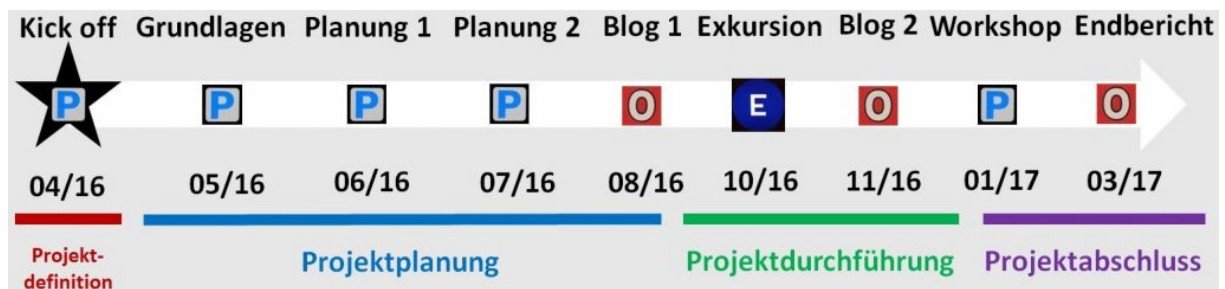 Kick off Grundlagen Planung 1 Planung 2 Blog 1 Exkursion Blog 2 Workshop Endbericht
P P P P O E O P O
04/16 05/16 06/16 07/16 08/16 10/16 11/16 01/17 03/17
Projekt-
definition
Projektplanung Projektdurchführung Projektabschluss